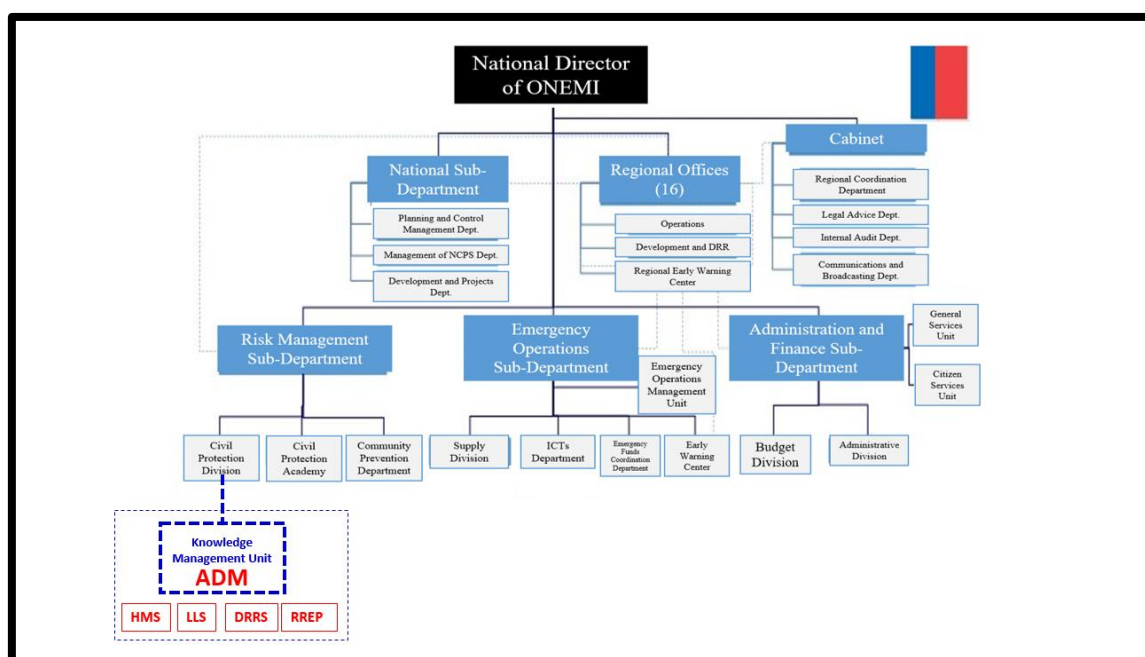 National Director
of ONEMI
Cabinet
National Sub-
Department
Regional Offices
(16)
Regional Coordination
Department
Legal Advice Dept.
Internal Audit Dept.
Communications and
Broadcasting Dept.
Planning and Control
Management Dept.
Management of NCPS Dept.
Development and Projects
Dept.
Operations
Development and DRR
Regional Early Warning
Center
Risk Management
Sub-Department
Emergency
Operations
Sub-Department
Administration and
Finance Sub-
Department
General
Services
Unit
Citizen
Services
Unit
Emergency
Operations
Management
Unit
Civil
Protection
Division
Civil
Protection
Academy
Community
Prevention
Department
Supply
Division
ICTs
Department
Emergency
Funds
Coordination
Department
Early
Warning
Center
Budget
Division
Administrative
Division
Knowledge
Management Unit
ADM
HMS
LLS
DRRS
RREP